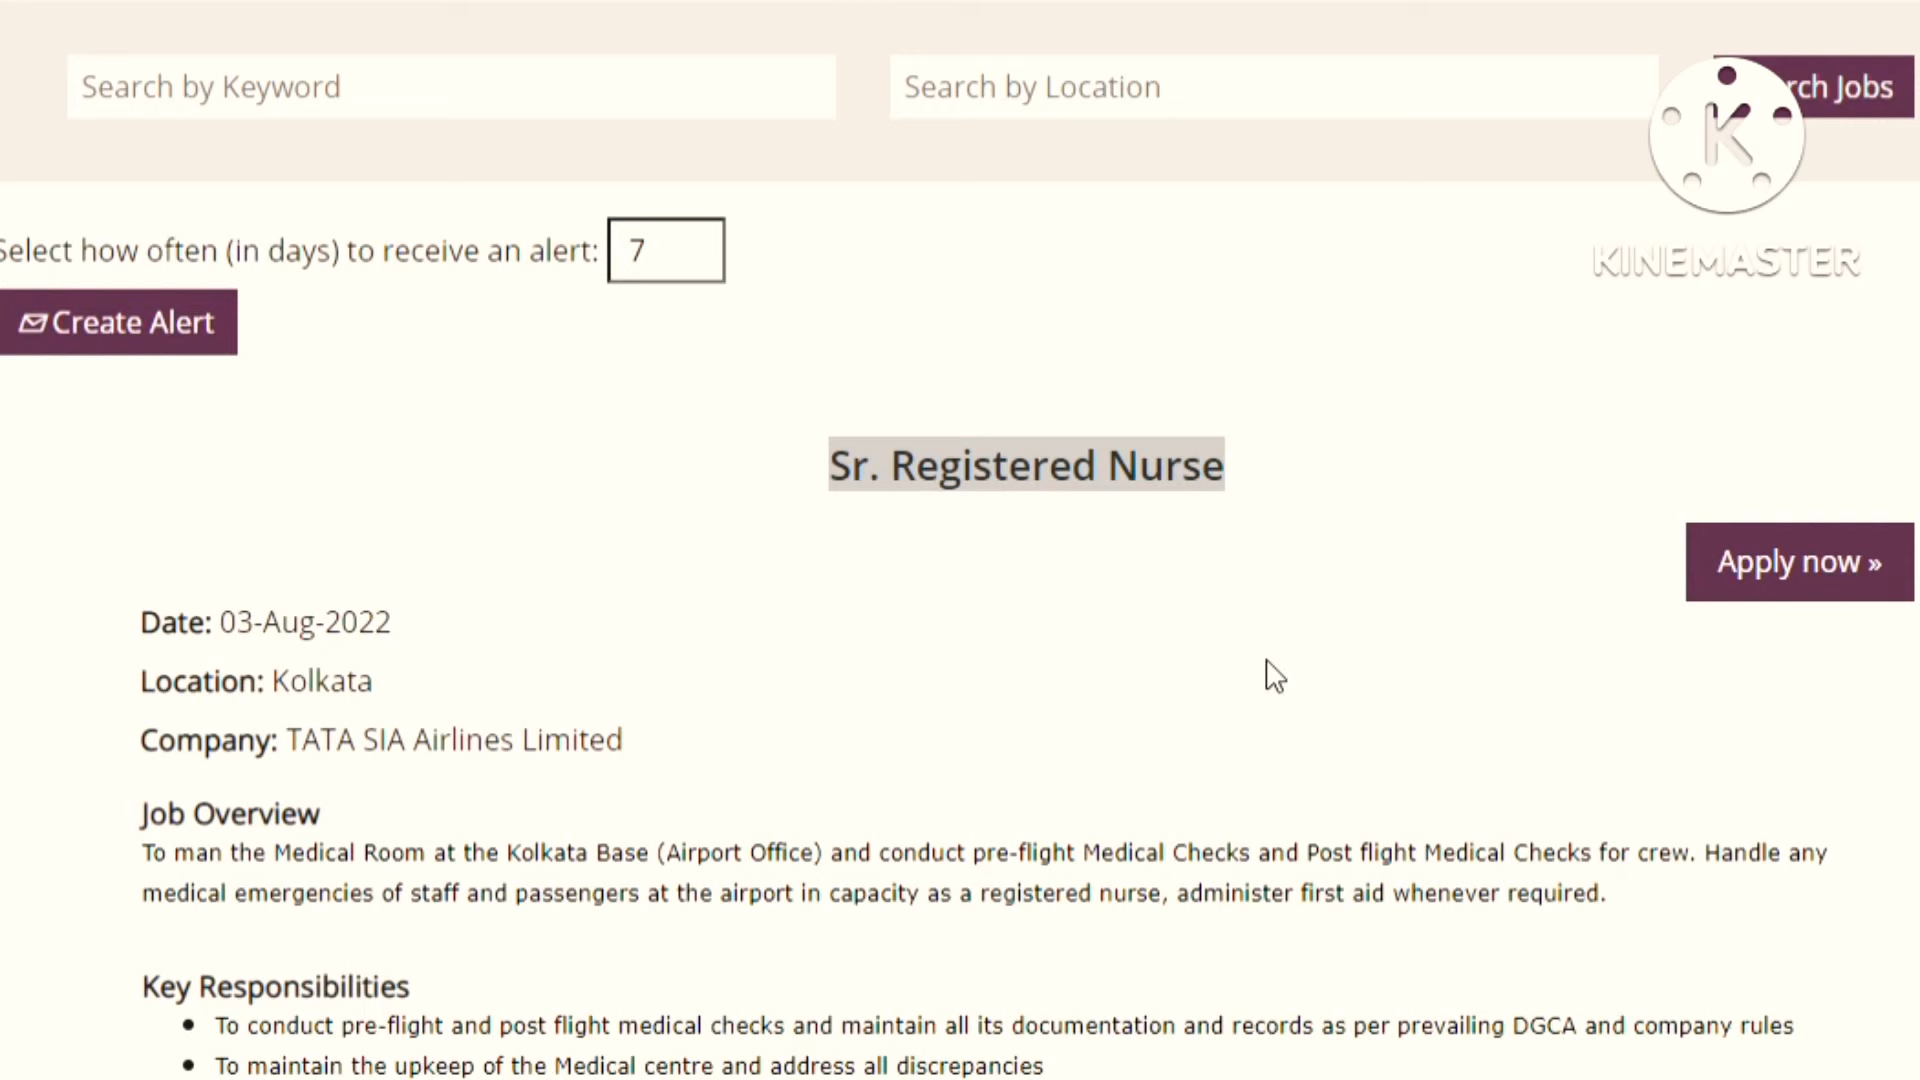 Search by Keyword
Search by Location
rch Jobs
K
KINEMASTER
Select how often (in days) to receive an alert: 7
Create Alert
Sr. Registered Nurse
Apply now »
Date: 03-Aug-2022
Location: Kolkata
Company: TATA SIA Airlines Limited
Job Overview
To man the Medical Room at the Kolkata Base (Airport Office) and conduct pre-flight Medical Checks and Post flight Medical Checks for crew. Handle any
medical emergencies of staff and passengers at the airport in capacity as a registered nurse, administer first aid whenever required.
Key Responsibilities
• To conduct pre-flight and post flight medical checks and maintain all its documentation and records as per prevailing DGCA and company rules
• To maintain the upkeep of the Medical centre and address all discrepancies